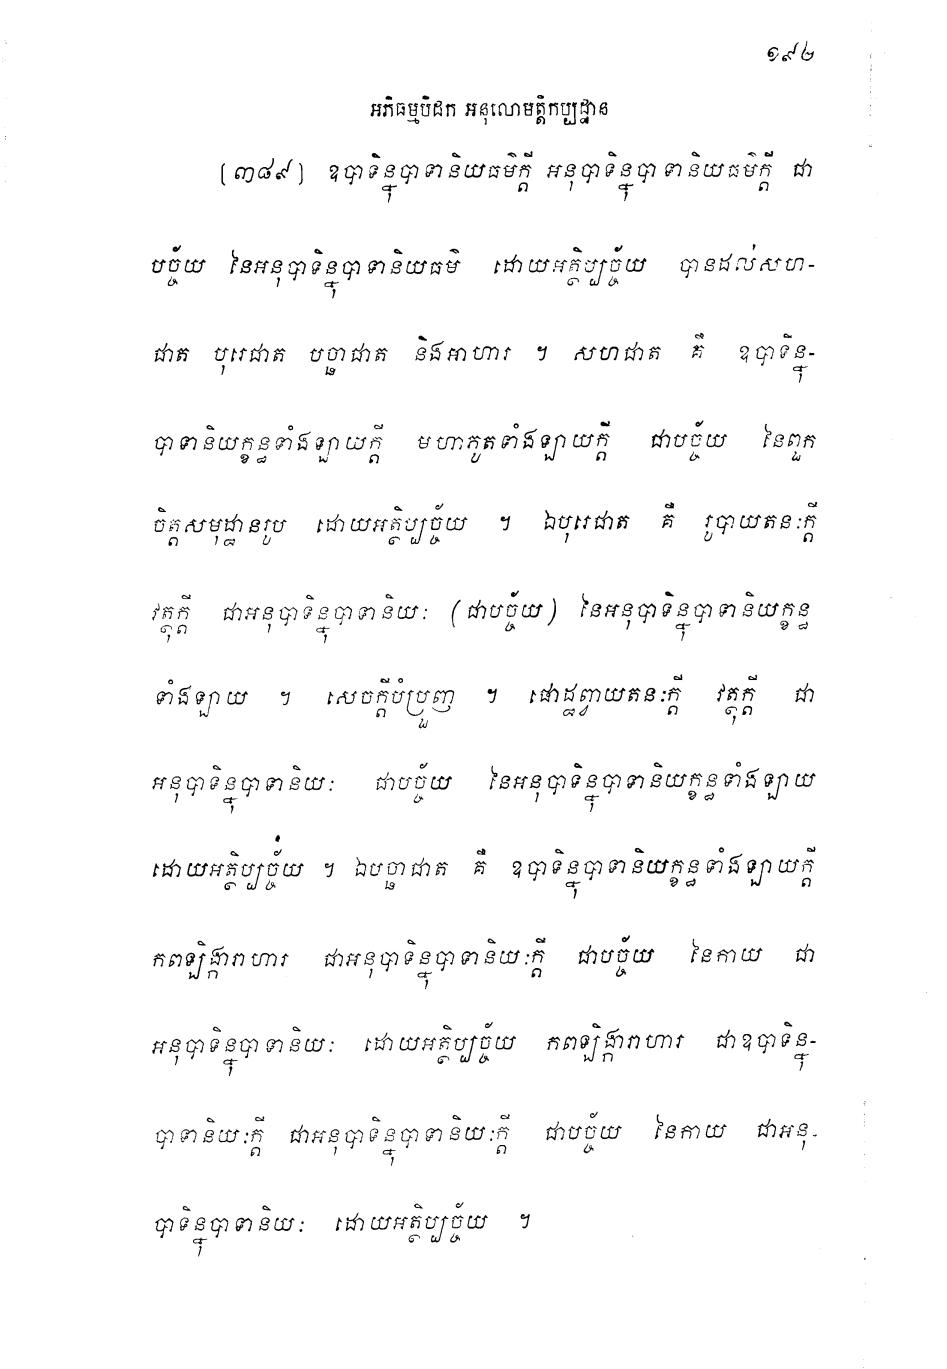 ១៩២
អភិធម្មបិដក អនុលោមត្តិកប្បដ្ឋាន
(៣៨៩) ឧបាទិន្នុបាទានិយធម៌ក្តី អនុបាទិន្នុបាទានិយធម៌ក្តី ជា
បច្ច័យ នៃអនុបាទិន្នុបាទានិយធម៌ ដោយអត្ថិប្បច្ច័យ បានដល់សហ-
ជាត បុរេជាត បច្ឆាជាត និងអាហារ ។ សហជាត គឺ ឧបាទិន្នុ-
បាទានិយក្ខន្ធទាំងឡាយក្តី មហាភូតទាំងឡាយក្តី ជាបច្ច័យ នៃពួក
ចិត្តសមុដ្ឋានរូប ដោយអត្ថិប្បច្ច័យ ។ ឯបុរេជាត គឺ រូបាយតនៈក្តី
វត្ថុក្តី ជាអនុបាទិន្នុបាទានិយៈ (ជាបច្ច័យ) នៃអនុបាទិន្នុបាទានិយក្ខន្ធ
ទាំងឡាយ ។ សេចក្តីបំប្រួញ ។ ផោដ្ឋព្វាយតនៈក្តី វត្ថុក្តី ជា
អនុបាទិន្នុបាទានិយៈ ជាបច្ច័យ នៃអនុបាទិន្នុបាទានិយក្ខន្ធទាំងឡាយ
ដោយអត្ថិប្បច្ច័យ ។ ឯបច្ឆាជាត គឺ ឧបាទិន្នុបាទានិយក្ខន្ធទាំងឡាយក្តី
កពឡិង្ការាហារ ជាអនុបាទិន្នុបាទានិយៈក្តី ជាបច្ច័យ នៃកាយ ជា
អនុបាទិន្នុបាទានិយៈ ដោយអត្ថិប្បច្ច័យ កពឡិង្ការាហារ ជាឧបាទិន្នុ-
បាទានិយៈក្តី ជាអនុបាទិន្នុបាទានិយៈក្តី ជាបច្ច័យ នៃកាយ ជាអនុ-
បាទិន្នុបាទានិយៈ ដោយអត្ថិប្បច្ច័យ ។